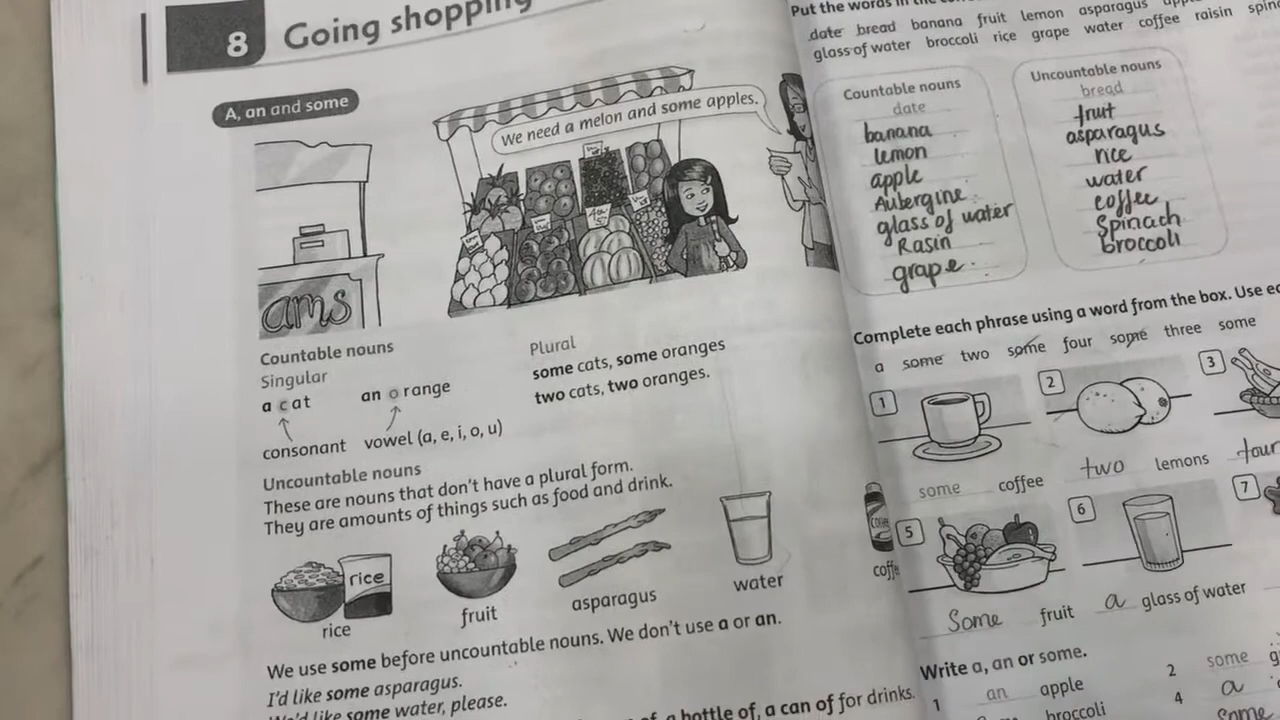 8 Going shopping
A, an and some
We need a melon and some apples.
ams
Countable nouns
Singular
a cat
an orange
consonant
vowel (a, e, i, o, u)
Plural
some cats, some oranges
two cats, two oranges.
Uncountable nouns
These are nouns that don't have a plural form.
They are amounts of things such as food and drink.
rice
rice
fruit
asparagus
water
We use some before uncountable nouns. We don't use a or an.
I'd like some asparagus.
We'd like some water, please.
a bottle of, a can of for drinks.
Put the words in the
date bread banana fruit lemon asparagus
glass of water broccoli rice grape water coffee raisin
Countable nouns
date
banana
lemon
apple
Aubergine
glass of water
Rasin
grape.
Uncountable nouns
bread
fruit
asparagus
rice
water
coffee
Spinach
broccoli
Complete each phrase using a word from the box. Use
a some two some four some three some
1
some coffee
2
two lemons
3
four
5
Some fruit
6
a glass of water
7
Write a, an or some.
1 an apple
2 some
broccoli
4 a
Some